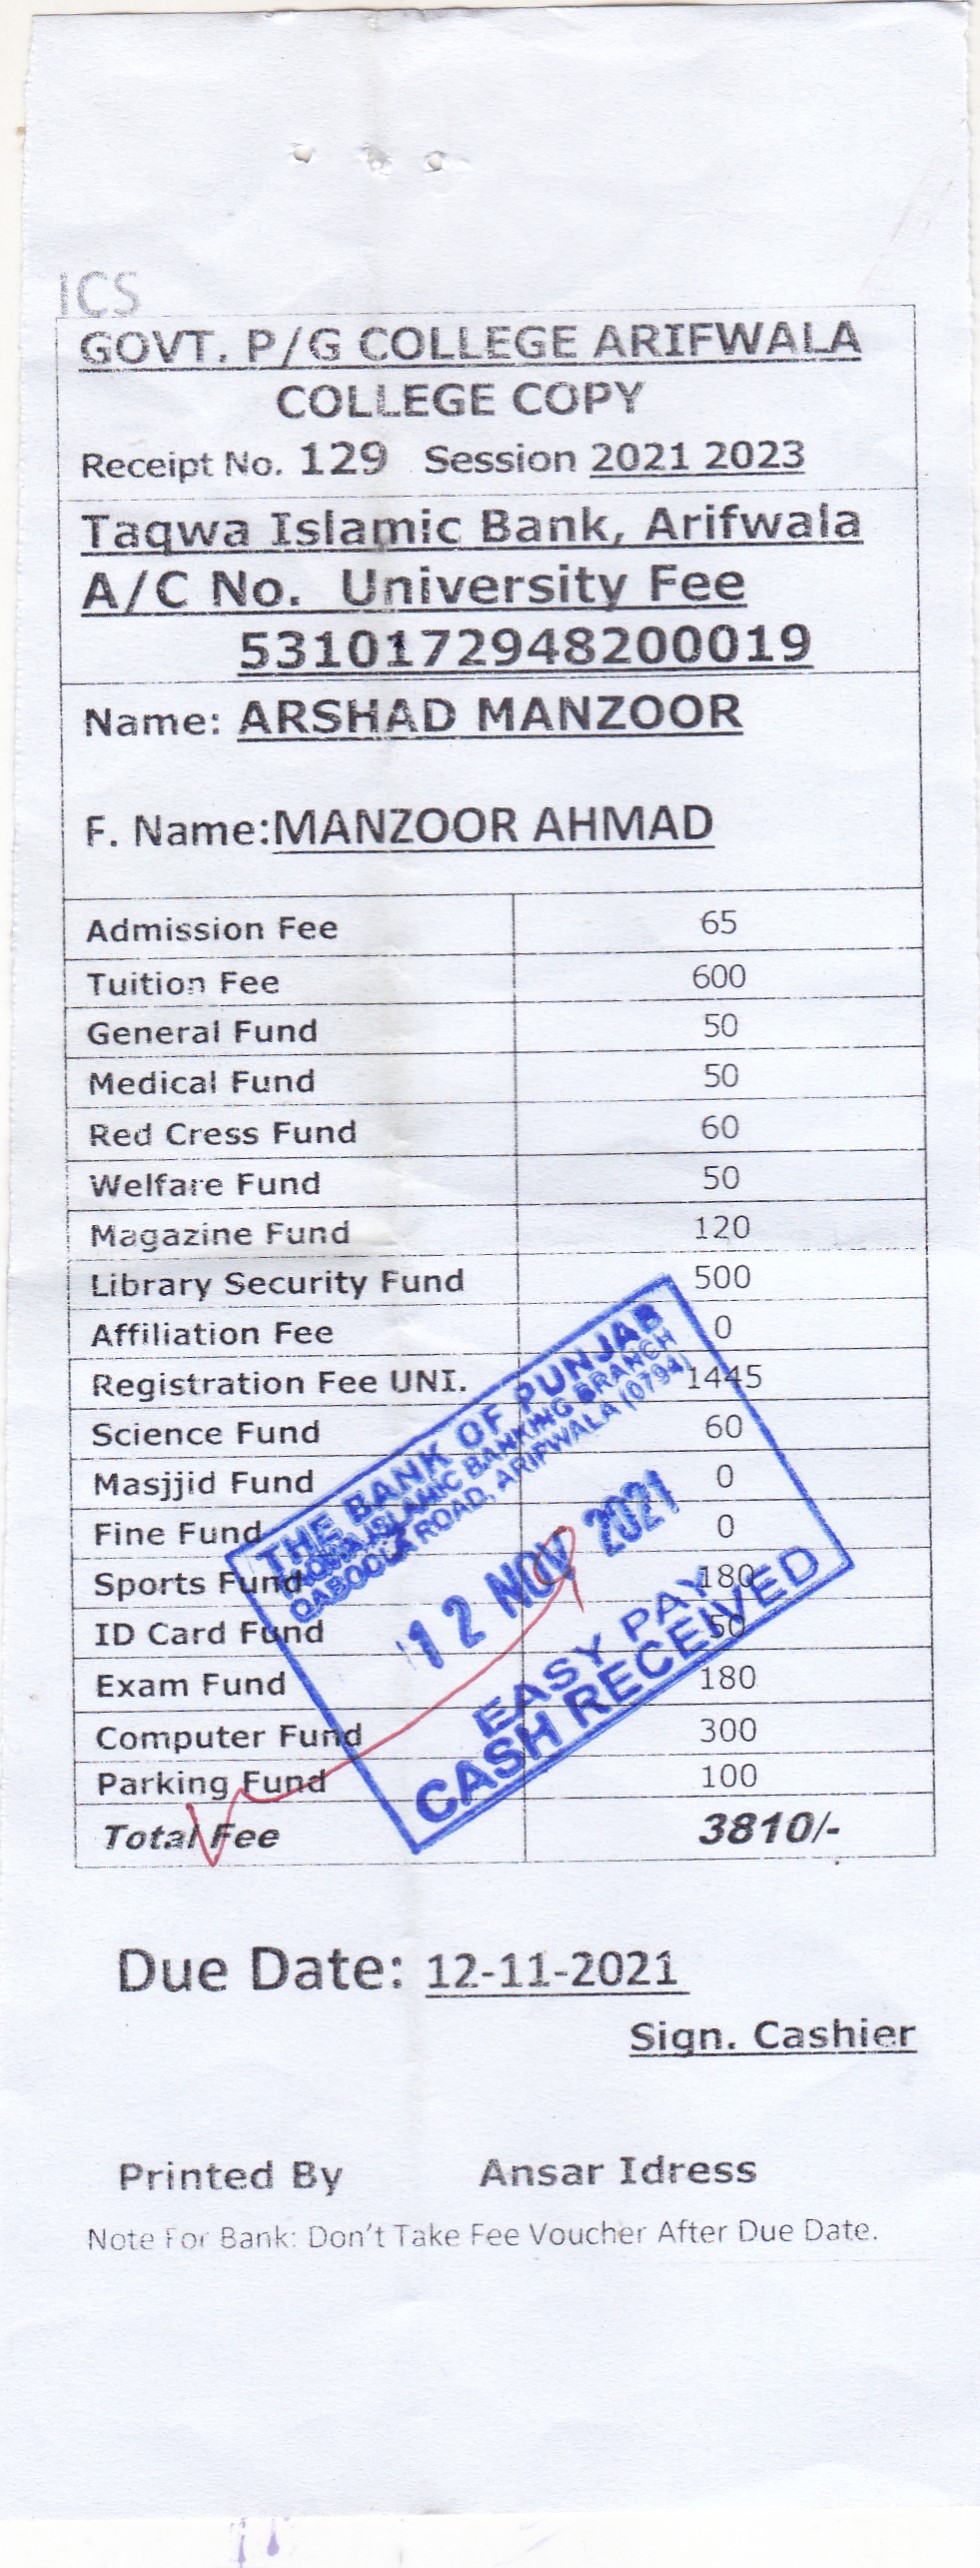 ICS
GOVT. P/G COLLEGE ARIFWALA
COLLEGE COPY
Receipt No. 129 Session 2021 2023
Taqwa Islamic Bank, Arifwala
A/C No. University Fee
5310172948200019
Name: ARSHAD MANZOOR
F. Name:MANZOOR AHMAD
Admission Fee 65
Tuition Fee 600
General Fund 50
Medical Fund 50
Red Cress Fund 60
Welfare Fund 50
Magazine Fund 120
Library Security Fund 500
Affiliation Fee 0
Registration Fee UNI. 1445
Science Fund 60
Masjjid Fund 0
Fine Fund 0
Sports Fund 180
ID Card Fund 50
Exam Fund 180
Computer Fund 300
Parking Fund 100
Total Fee 3810/-
THE BANK OF PUNJAB
TAQWA ISLAMIC BANKING BRANCH
QABOOLA ROAD, ARIFWALA (0794)
12 NOV 2021
EASY PAY
CASH RECEIVED
Due Date: 12-11-2021
Sign. Cashier
Printed By Ansar Idress
Note For Bank: Don't Take Fee Voucher After Due Date.